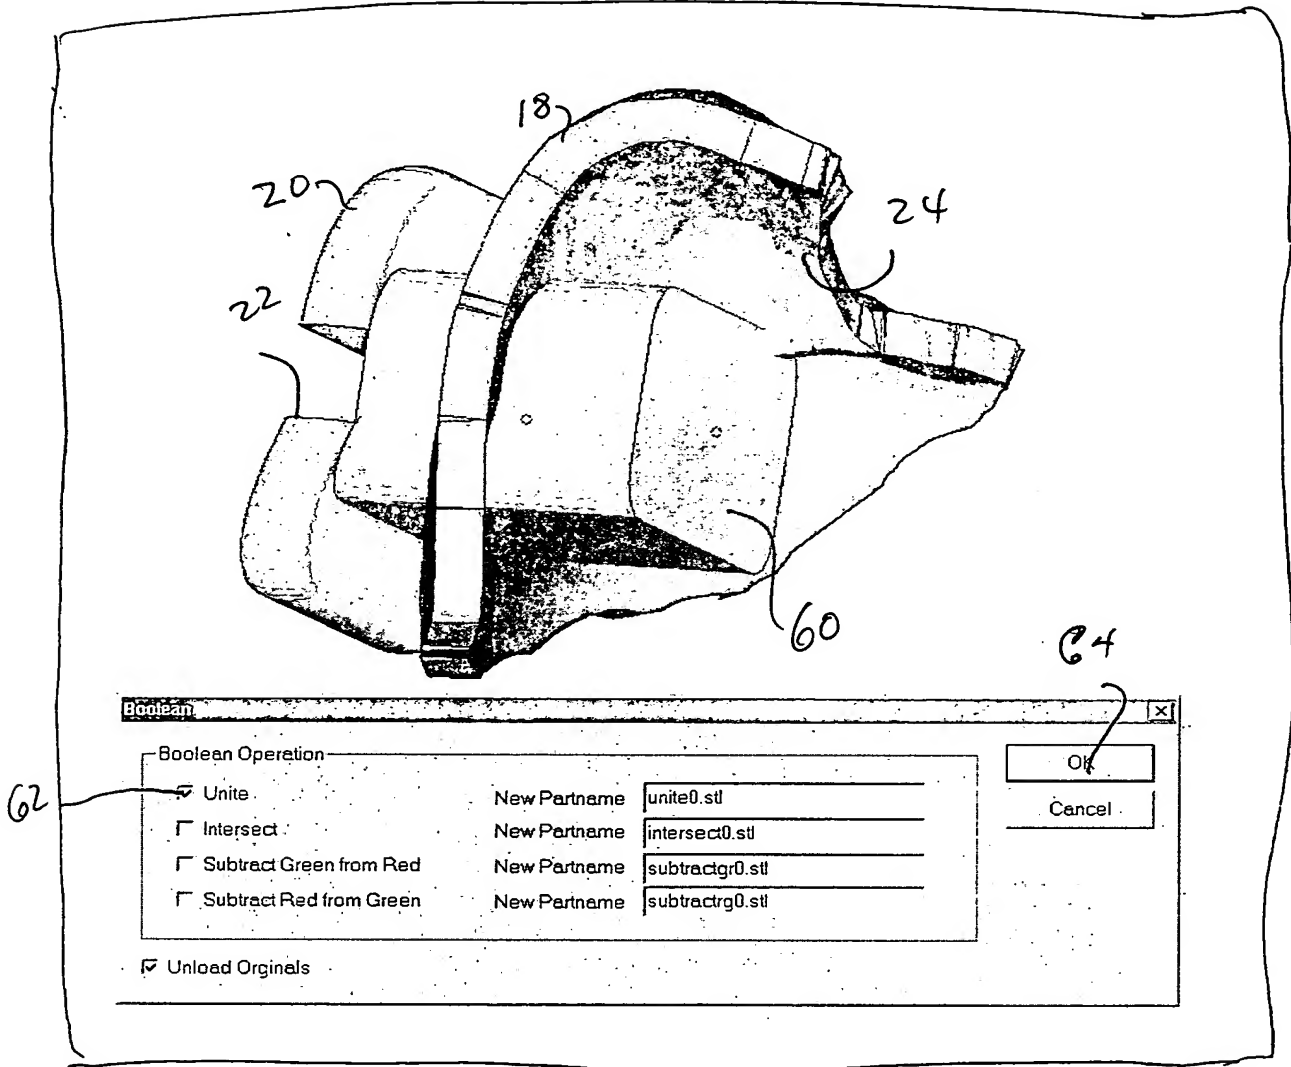 18
20
24
22
60
64
Boolean
Boolean Operation
OK
62
Unite New Partname unite0.stl
Cancel
Intersect New Partname intersect0.stl
Subtract Green from Red New Partname subtractgr0.stl
Subtract Red from Green New Partname subtractrg0.stl
Unload Orginals